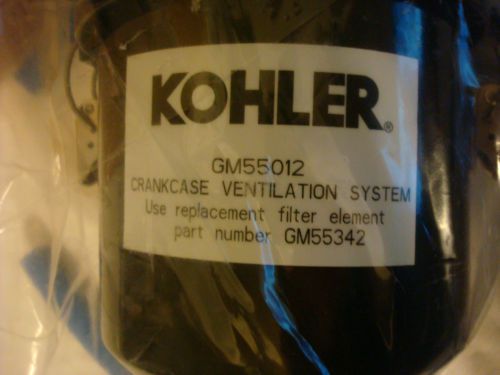 KOHLER®
GM55012
CRANKCASE VENTILATION SYSTEM
Use replacement filter element
part number GM55342